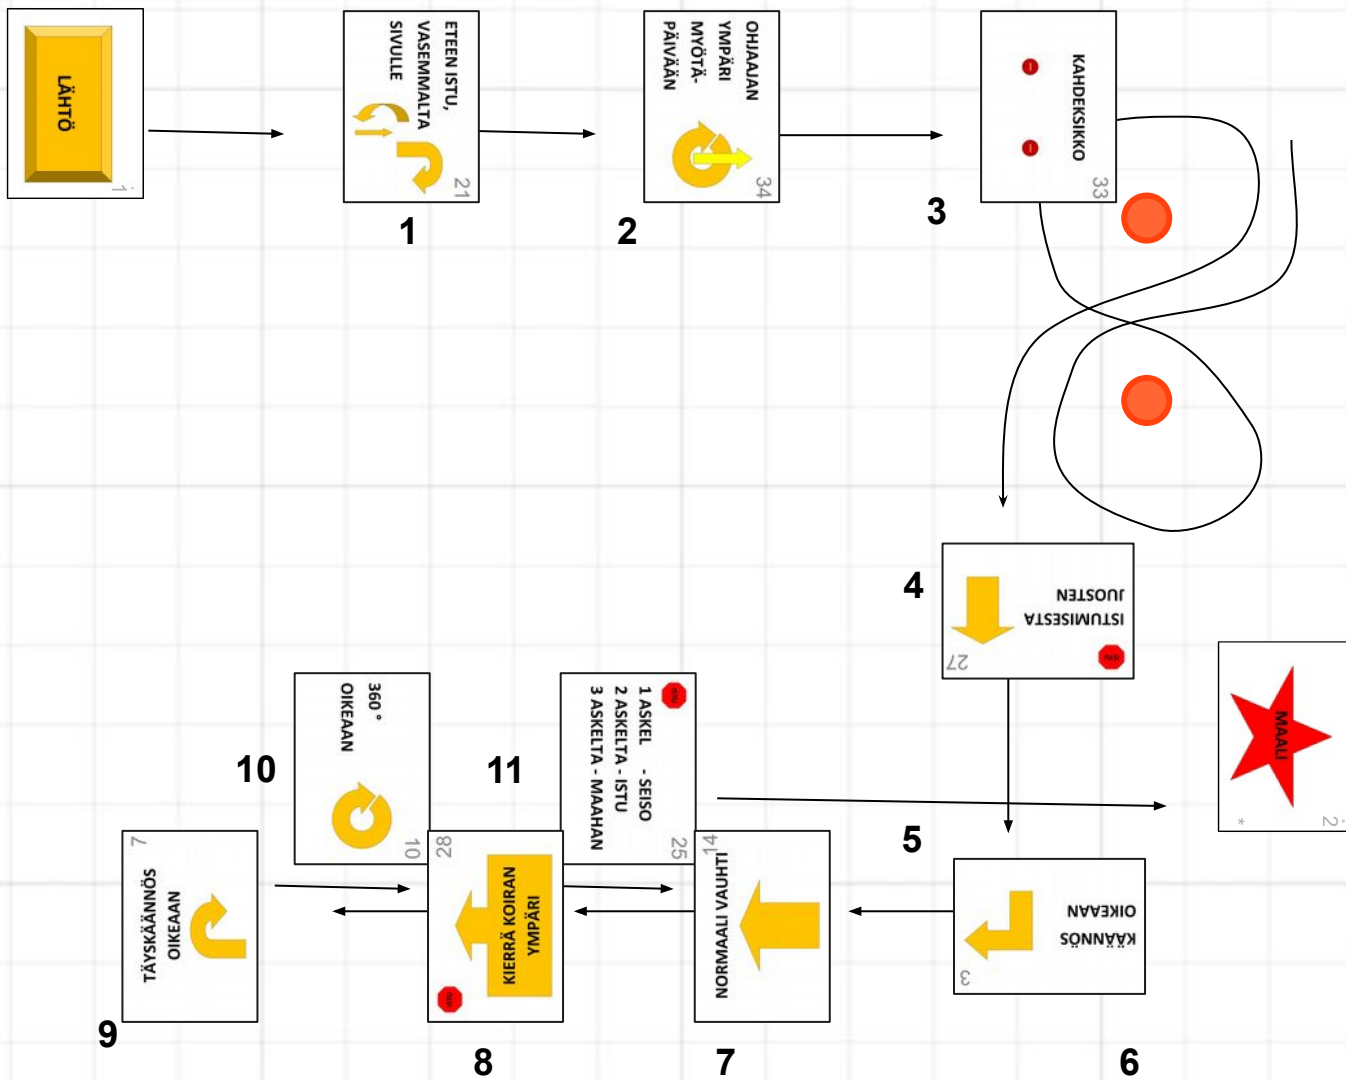 LÄHTÖ
1
ETEEN ISTU,
VASEMMALTA
SIVULLE
21
1
OHJAAJAN
YMPÄRI
MYÖTÄ-
PÄIVÄÄN
34
2
KAHDEKSIKKO
33
3
4
ISTUMISESTA
JUOSTEN
27
5
KÄÄNNÖS
OIKEAAN
3
6
NORMAALI VAUHTI
14
7
KIERRÄ KOIRAN
YMPÄRI
28
8
TÄYSKÄÄNNÖS
OIKEAAN
7
9
360 °
OIKEAAN
10
10
ISTU
1 ASKEL - SEISO
2 ASKELTA - ISTU
3 ASKELTA - MAAHAN
25
11
MAALI
*
2